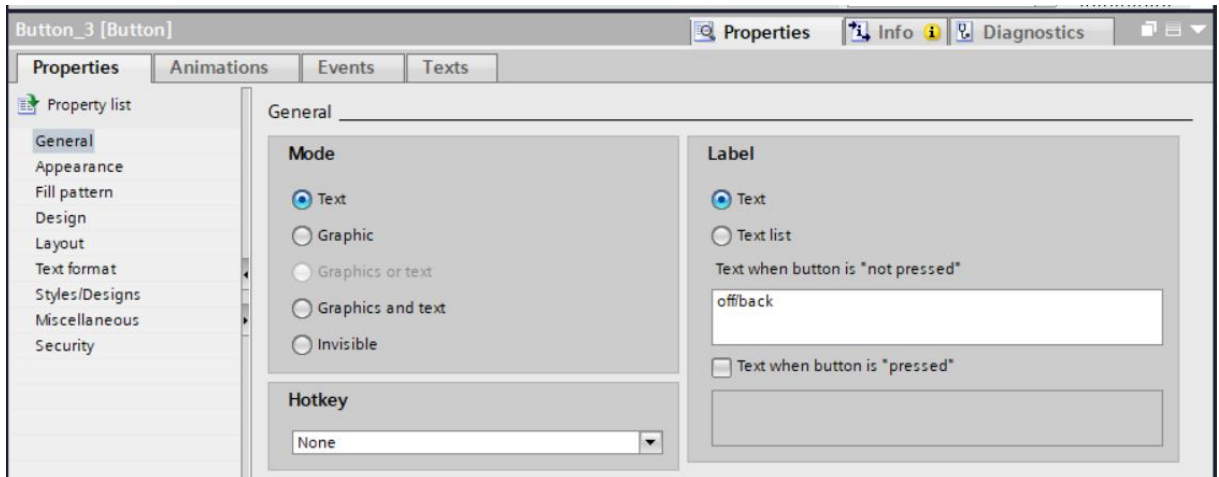 Button_3 [Button]
Properties
Info
Diagnostics
Properties
Animations
Events
Texts
Property list
General
Appearance
Fill pattern
Design
Layout
Text format
Styles/Designs
Miscellaneous
Security
General
Mode
Text
Graphic
Graphics or text
Graphics and text
Invisible
Hotkey
None
Label
Text
Text list
Text when button is "not pressed"
off/back
Text when button is "pressed"